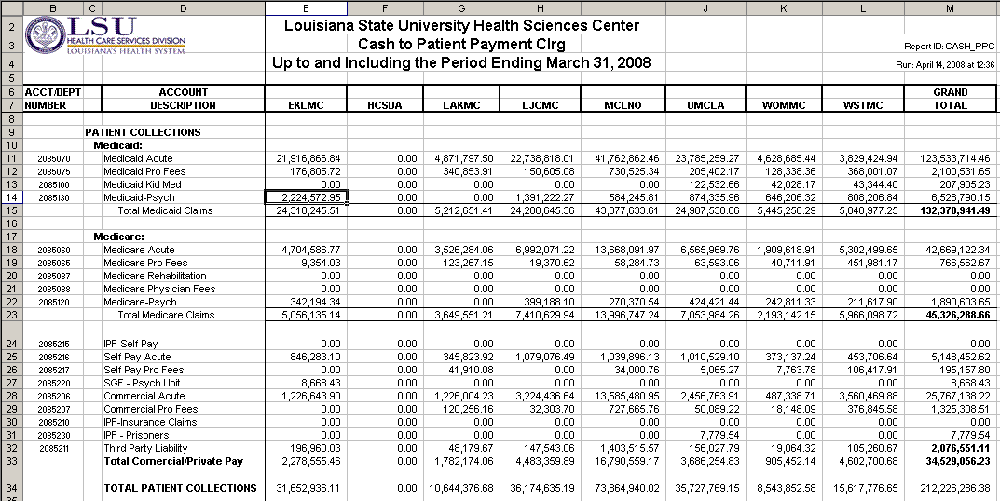 B C D E F G H I J K L M
2 LSU Louisiana State University Health Sciences Center
HEALTH CARE SERVICES DIVISION
3 LOUISIANA'S HEALTH SYSTEM Cash to Patient Payment Clrg Report ID: CASH_PPC
4 Up to and Including the Period Ending March 31, 2008 Run: April 14, 2008 at 12:36
5
6 ACCT/DEPT ACCOUNT GRAND
7 NUMBER DESCRIPTION EKLMC HCSDA LAKMC LJCMC MCLNO UMCLA WOMMC WSTMC TOTAL
8
9 PATIENT COLLECTIONS
10 Medicaid:
11 2085070 Medicaid Acute 21,916,866.84 0.00 4,871,797.50 22,738,818.01 41,762,862.46 23,785,259.27 4,628,685.44 3,829,424.94 123,533,714.46
12 2085075 Medicaid Pro Fees 176,805.72 0.00 340,853.91 150,605.08 730,525.34 205,402.17 128,338.36 368,001.07 2,100,531.65
13 2085100 Medicaid Kid Med 0.00 0.00 0.00 0.00 0.00 122,532.66 42,028.17 43,344.40 207,905.23
14 2085130 Medicaid-Psych 2,224,572.95 0.00 0.00 1,391,222.27 584,245.81 874,335.96 646,206.32 808,206.84 6,528,790.15
15 Total Medicaid Claims 24,318,245.51 0.00 5,212,651.41 24,280,645.36 43,077,633.61 24,987,530.06 5,445,258.29 5,048,977.25 132,370,941.49
16
17 Medicare:
18 2085060 Medicare Acute 4,704,586.77 0.00 3,526,284.06 6,992,071.22 13,668,091.97 6,565,969.76 1,909,618.91 5,302,499.65 42,669,122.34
19 2085065 Medicare Pro Fees 9,354.03 0.00 123,267.15 19,370.62 58,284.73 63,593.06 40,711.91 451,981.17 766,562.67
20 2085087 Medicare Rehabilitation 0.00 0.00 0.00 0.00 0.00 0.00 0.00 0.00 0.00
21 2085088 Medicare Physician Fees 0.00 0.00 0.00 0.00 0.00 0.00 0.00 0.00 0.00
22 2085120 Medicare-Psych 342,194.34 0.00 0.00 399,188.10 270,370.54 424,421.44 242,811.33 211,617.90 1,890,603.65
23 Total Medicare Claims 5,056,135.14 0.00 3,649,551.21 7,410,629.94 13,996,747.24 7,053,984.26 2,193,142.15 5,966,098.72 45,326,288.66
24 2085215 IPF-Self Pay 0.00 0.00 0.00 0.00 0.00 0.00 0.00 0.00 0.00
25 2085216 Self Pay Acute 846,283.10 0.00 345,823.92 1,079,076.49 1,039,896.13 1,010,529.10 373,137.24 453,706.64 5,148,452.62
26 2085217 Self Pay Pro Fees 0.00 0.00 41,910.08 0.00 34,000.76 5,065.27 7,763.78 106,417.91 195,157.80
27 2085220 SGF - Psych Unit 8,668.43 0.00 0.00 0.00 0.00 0.00 0.00 0.00 8,668.43
28 2085206 Commercial Acute 1,226,643.90 0.00 1,226,004.23 3,224,436.64 13,585,480.95 2,456,763.91 487,338.71 3,560,469.88 25,767,138.22
29 2085207 Commercial Pro Fees 0.00 0.00 120,256.16 32,303.70 727,665.76 50,089.22 18,148.09 376,845.58 1,325,308.51
30 2085210 IPF-Insurance Claims 0.00 0.00 0.00 0.00 0.00 0.00 0.00 0.00 0.00
31 2085230 IPF - Prisoners 0.00 0.00 0.00 0.00 0.00 7,779.54 0.00 0.00 7,779.54
32 2085211 Third Party Liability 196,960.03 0.00 48,179.67 147,543.06 1,403,515.57 156,027.79 19,064.32 105,260.67 2,076,551.11
33 Total Comercial/Private Pay 2,278,555.46 0.00 1,782,174.06 4,483,359.89 16,790,559.17 3,686,254.83 905,452.14 4,602,700.68 34,529,056.23
34 TOTAL PATIENT COLLECTIONS 31,652,936.11 0.00 10,644,376.68 36,174,635.19 73,864,940.02 35,727,769.15 8,543,852.58 15,617,776.65 212,226,286.38